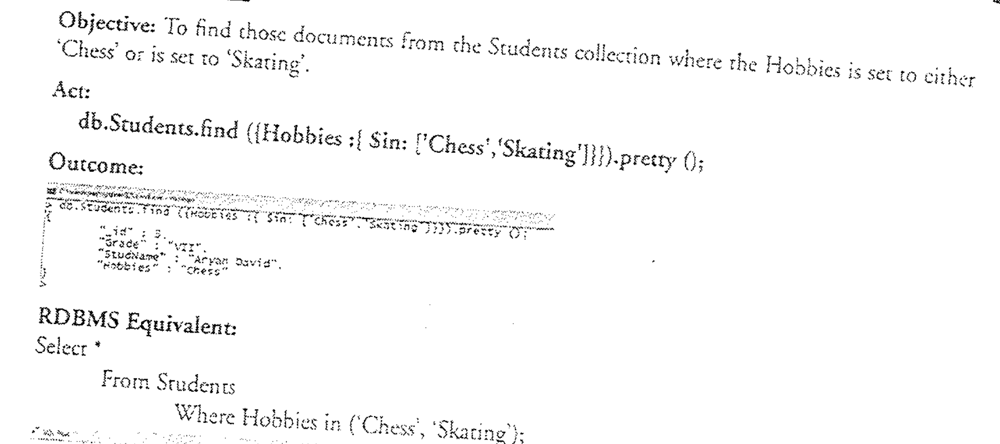 Objective: To find those documents from the Students collection where the Hobbies is set to either
‘Chess’ or is set to ‘Skating’.
Act:
db.Students.find ({Hobbies :{ $in: ['Chess',‘Skating']}}).pretty ();
Outcome:
> db.Students.find ({Hobbies :{ $in: ['Chess','Skating']}}).pretty ();
{
"_id" : 3,
"Grade" : "VII",
"StudName" : "Aryan David",
"Hobbies" : "Chess"
}
>
RDBMS Equivalent:
Select *
From Students
Where Hobbies in (‘Chess’, ‘Skating’);